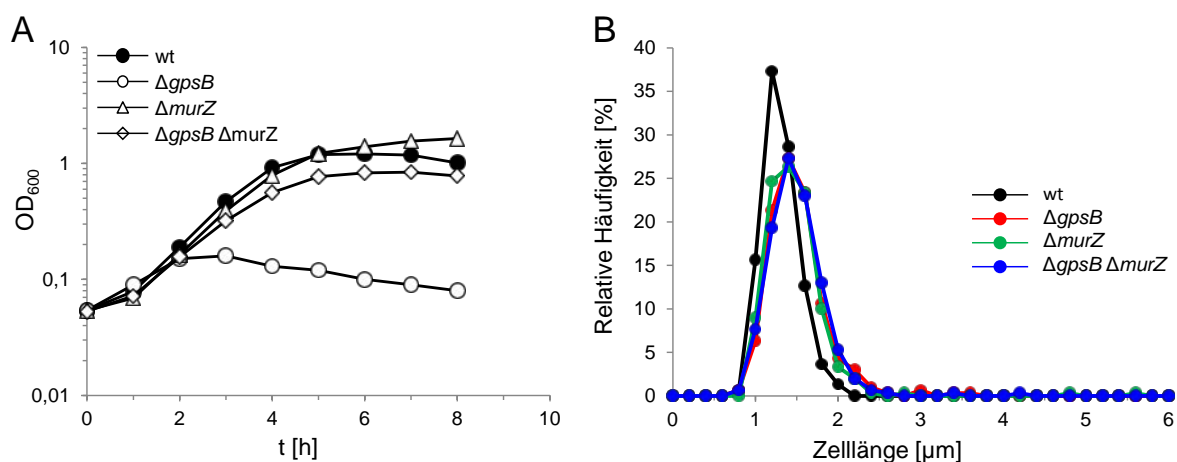 A
wt
ΔgpsB
ΔmurZ
ΔgpsB ΔmurZ
10
1
0,1
0,01
OD600
0 2 4 6 8 10
t [h]
B
40
35
30
25
20
15
10
5
0
Relative Häufigkeit [%]
wt
ΔgpsB
ΔmurZ
ΔgpsB ΔmurZ
0 1 2 3 4 5 6
Zelllänge [µm]